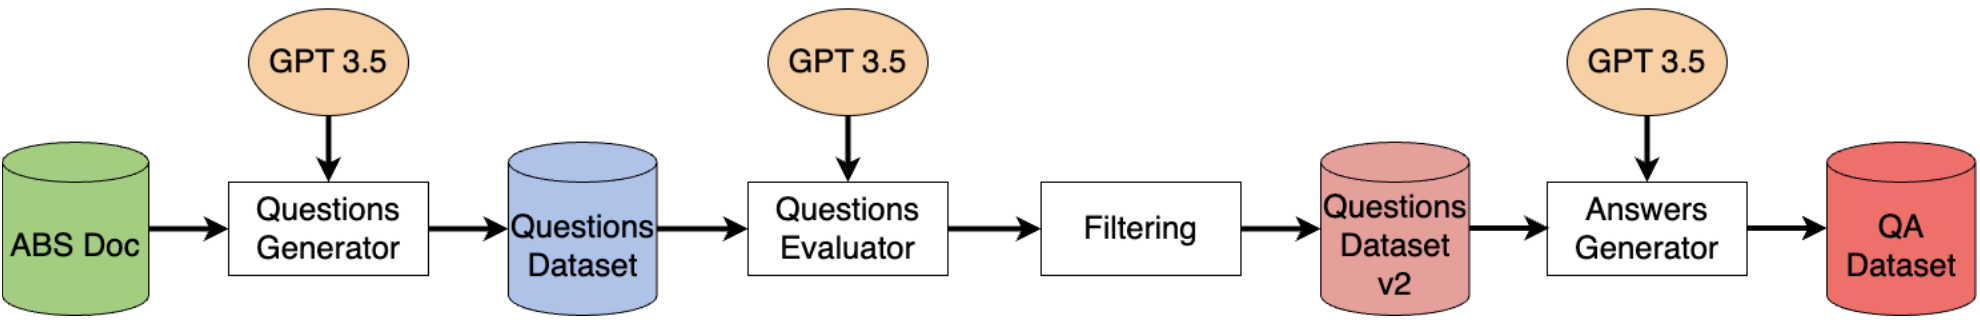 GPT 3.5
GPT 3.5
GPT 3.5
ABS Doc
Questions
Generator
Questions
Dataset
Questions
Evaluator
Filtering
Questions
Dataset
v2
Answers
Generator
QA
Dataset